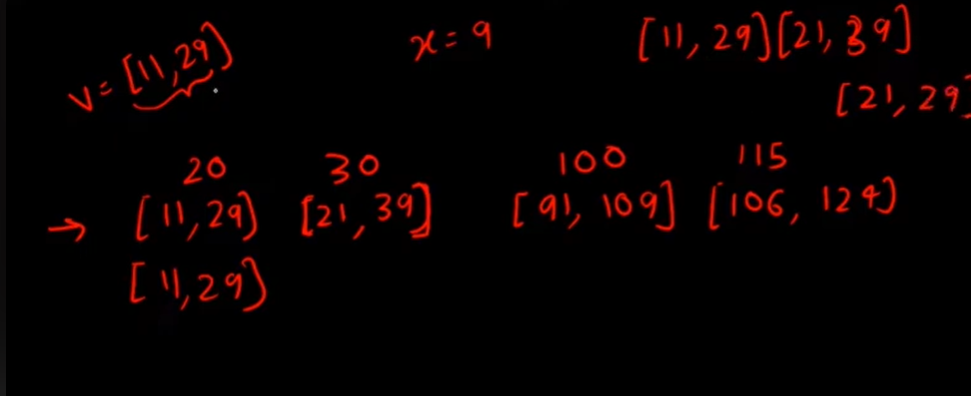 v = [11,29] x = 9 [11, 29] [21, 39]
[21, 29]
20 30 100 115
→ [11,29] [21, 39] [91, 109] [106, 124]
[11,29]